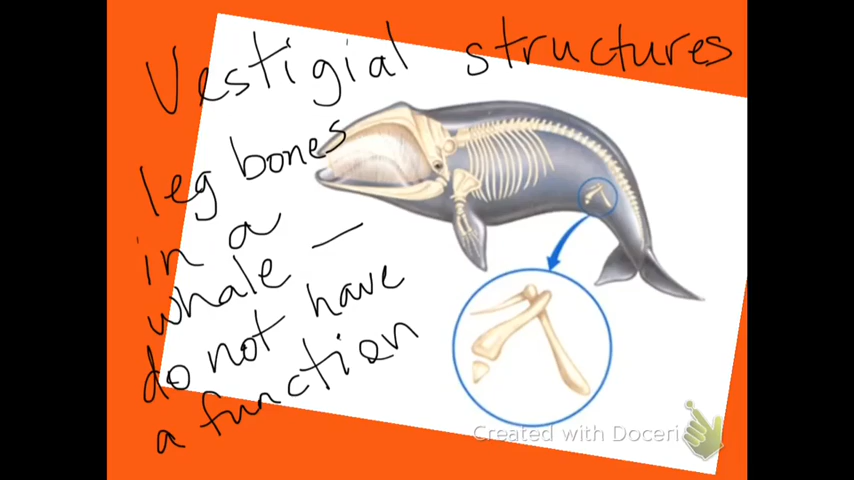 Vestigial structures
leg bones
in a
whale —
do not have
a function
Created with Doceri